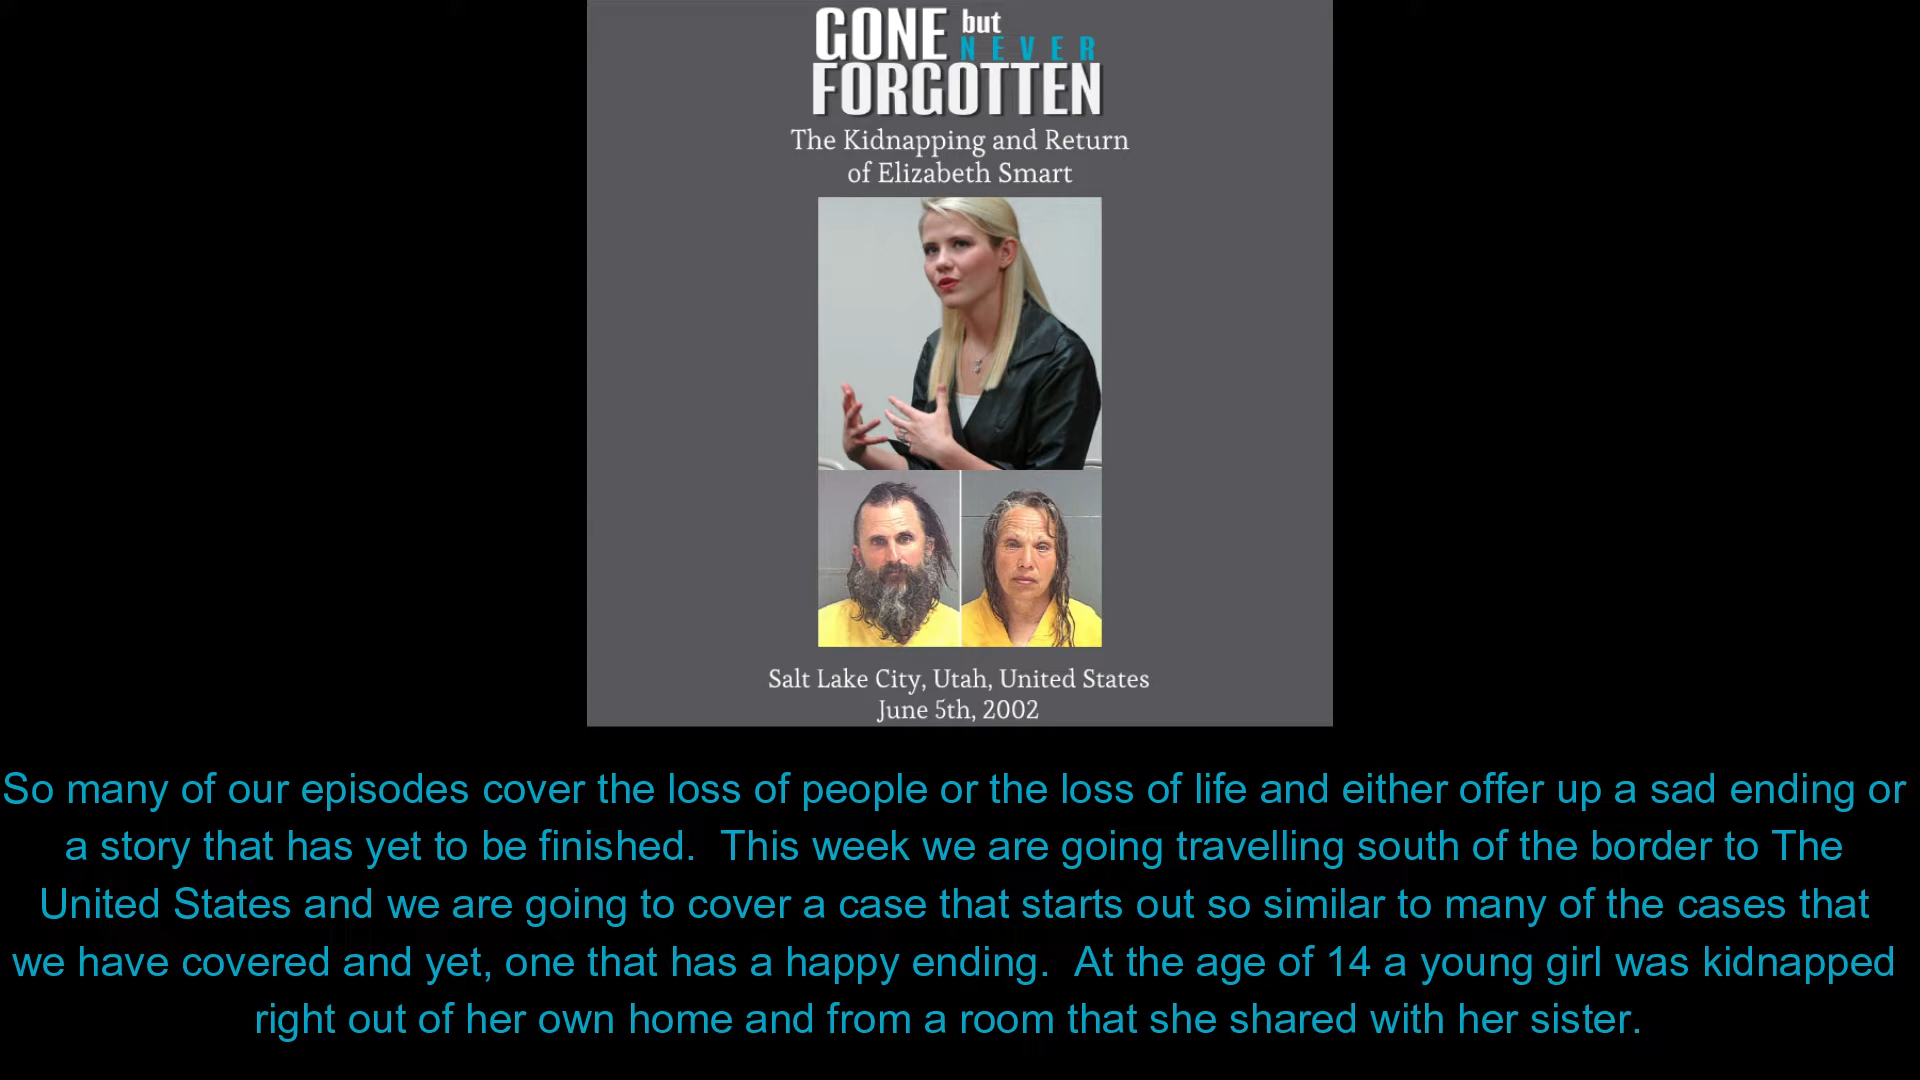 GONE but
NEVER
FORGOTTEN
The Kidnapping and Return
of Elizabeth Smart
Salt Lake City, Utah, United States
June 5th, 2002
So many of our episodes cover the loss of people or the loss of life and either offer up a sad ending or
a story that has yet to be finished.  This week we are going travelling south of the border to The
United States and we are going to cover a case that starts out so similar to many of the cases that
we have covered and yet, one that has a happy ending.  At the age of 14 a young girl was kidnapped
right out of her own home and from a room that she shared with her sister.